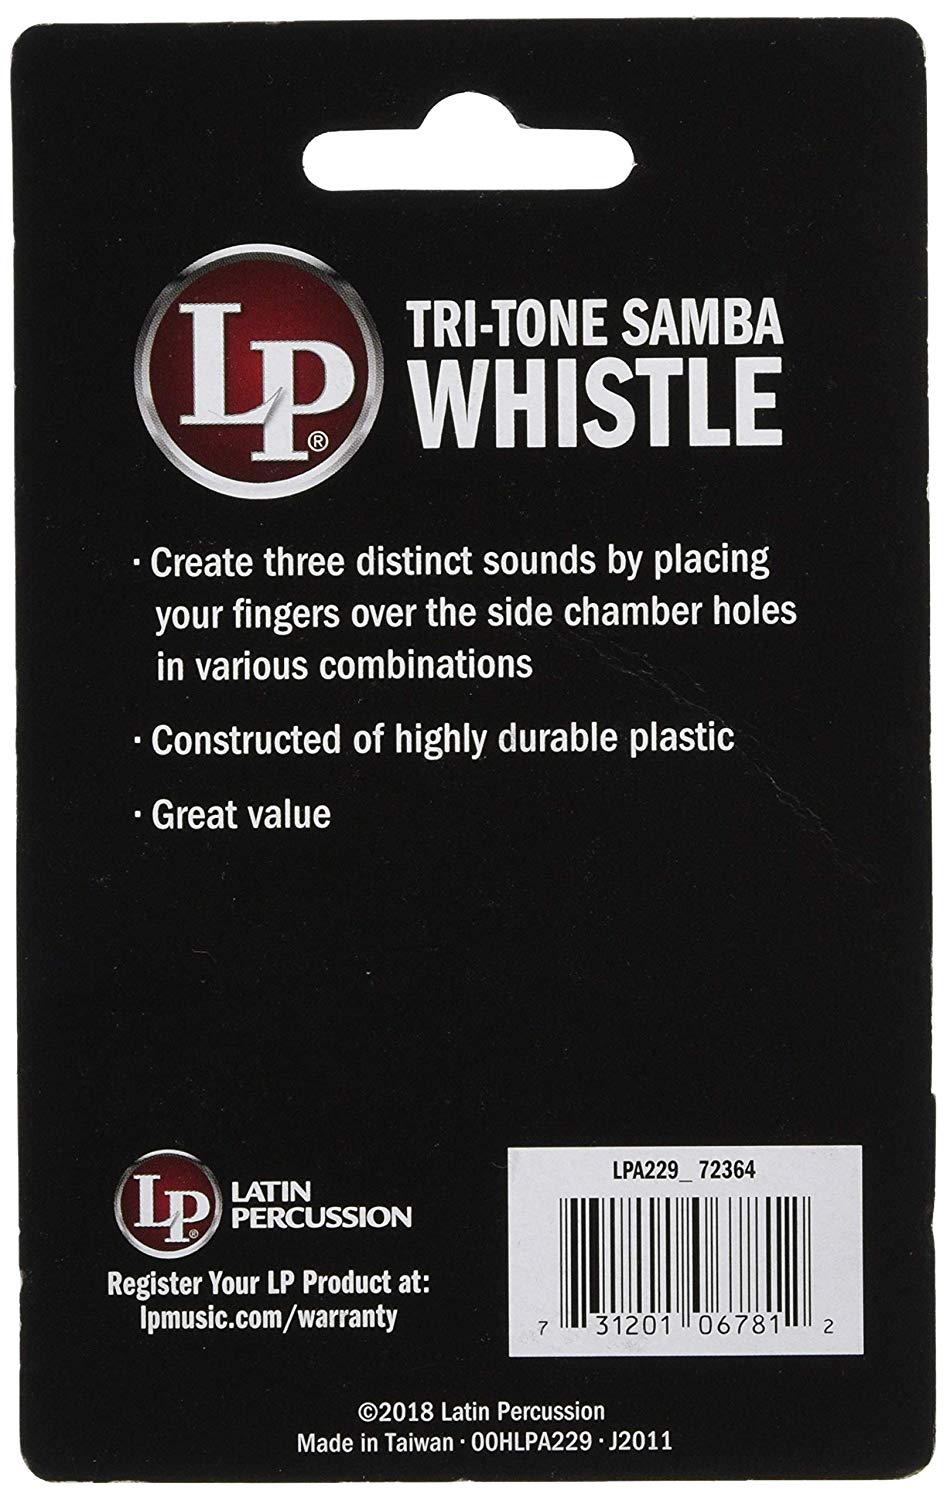 LP®
TRI-TONE SAMBA
WHISTLE
· Create three distinct sounds by placing
your fingers over the side chamber holes
in various combinations
· Constructed of highly durable plastic
· Great value
LP®
LATIN
PERCUSSION
Register Your LP Product at:
lpmusic.com/warranty
LPA229_ 72364
7 31201 06781 2
©2018 Latin Percussion
Made in Taiwan · 00HLPA229 · J2011